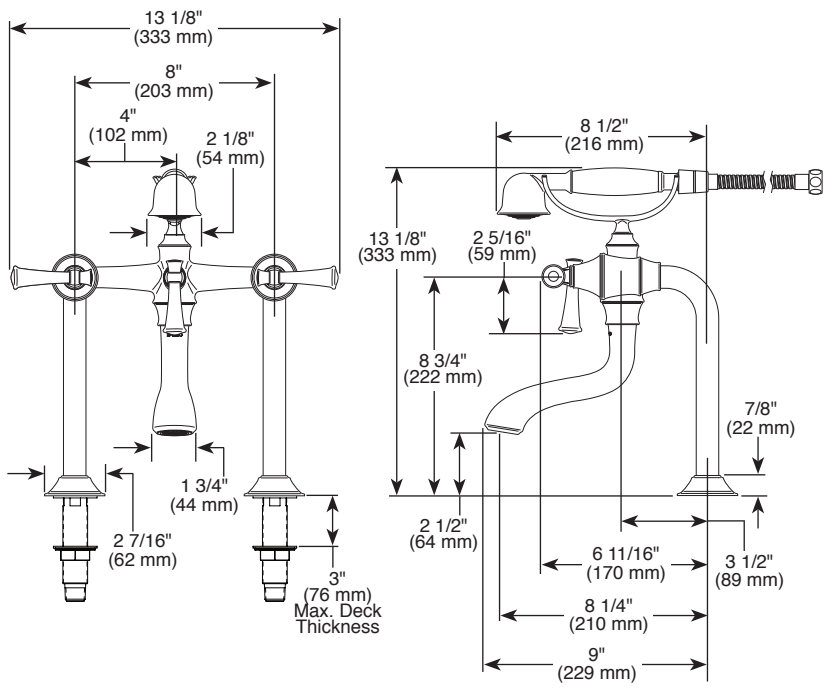 13 1/8"
(333 mm)
8"
(203 mm)
4"
(102 mm)
2 1/8"
(54 mm)
1 3/4"
(44 mm)
2 7/16"
(62 mm)
3"
(76 mm)
Max. Deck
Thickness
8 1/2"
(216 mm)
13 1/8"
(333 mm)
2 5/16"
(59 mm)
8 3/4"
(222 mm)
7/8"
(22 mm)
2 1/2"
(64 mm)
6 11/16"
(170 mm)
3 1/2"
(89 mm)
8 1/4"
(210 mm)
9"
(229 mm)